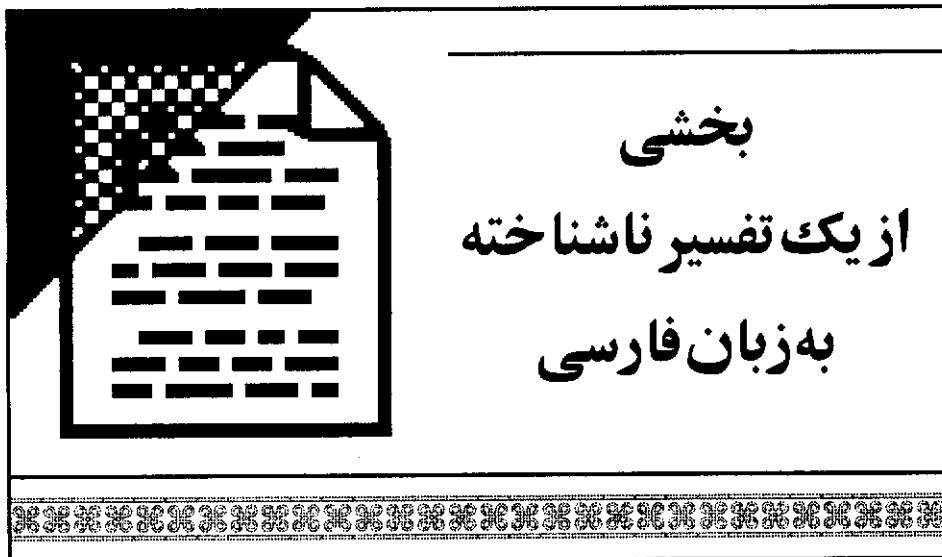 بخشی
از یک تفسیر ناشناخته
به زبان فارسی